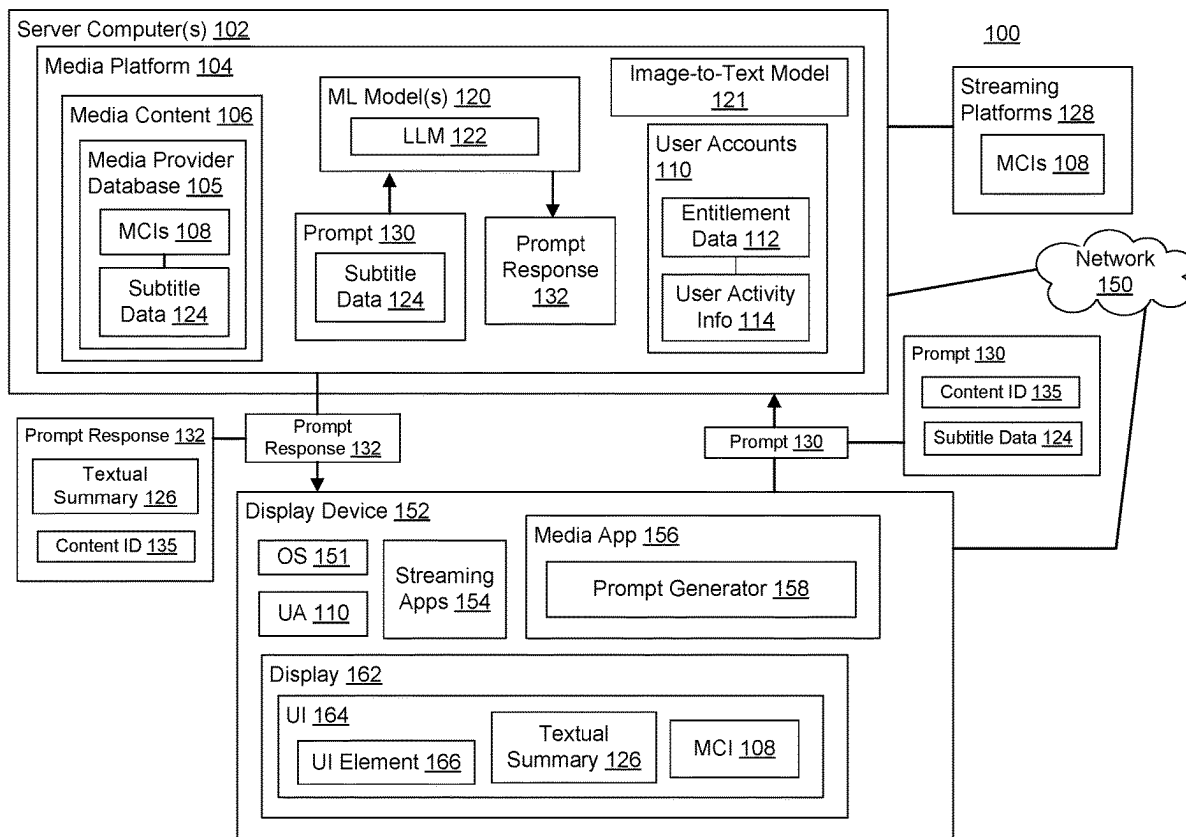 Server Computer(s) 102
100
Media Platform 104
Image-to-Text Model
121
Media Content 106
ML Model(s) 120
LLM 122
Streaming
Platforms 128
MCIs 108
Media Provider
Database 105
MCIs 108
Subtitle
Data 124
Prompt 130
Subtitle
Data 124
Prompt
Response
132
User Accounts
110
Entitlement
Data 112
User Activity
Info 114
Network
150
Prompt 130
Content ID 135
Subtitle Data 124
Prompt Response 132
Textual
Summary 126
Content ID 135
Prompt
Response 132
Prompt 130
Display Device 152
OS 151
UA 110
Streaming
Apps 154
Media App 156
Prompt Generator 158
Display 162
UI 164
UI Element 166
Textual
Summary 126
MCI 108